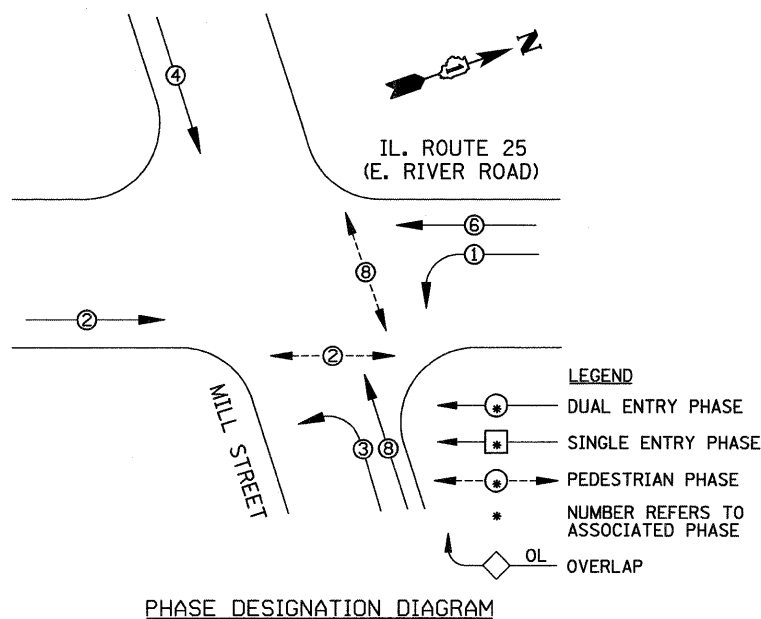 4
N
IL. ROUTE 25
(E. RIVER ROAD)
6
1
8
2
2
MILL STREET
3 8
LEGEND
* DUAL ENTRY PHASE
* SINGLE ENTRY PHASE
* PEDESTRIAN PHASE
* NUMBER REFERS TO
ASSOCIATED PHASE
OL OVERLAP
PHASE DESIGNATION DIAGRAM